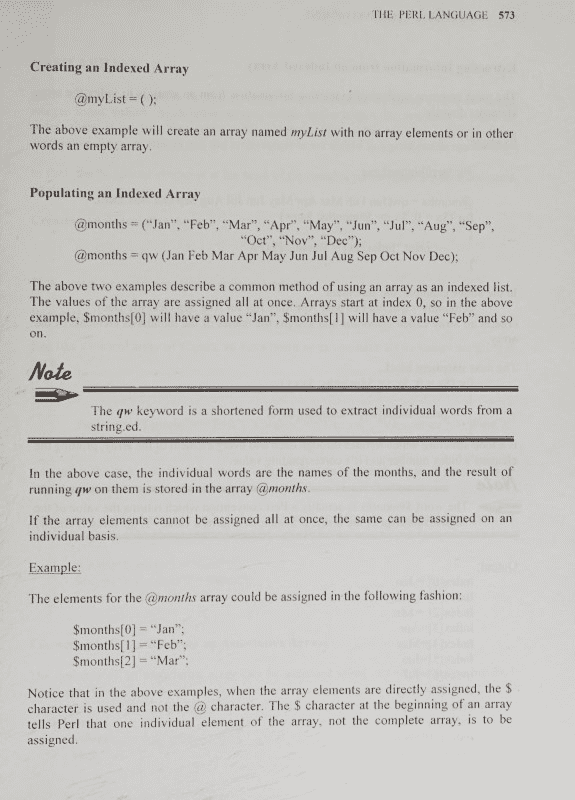 THE PERL LANGUAGE 573
Creating an Indexed Array
@myList = ( );
The above example will create an array named myList with no array elements or in other
words an empty array.
Populating an Indexed Array
@months = (“Jan”, “Feb”, “Mar”, “Apr”, “May”, “Jun”, “Jul”, “Aug”, “Sep”,
“Oct”, “Nov”, “Dec”);
@months = qw (Jan Feb Mar Apr May Jun Jul Aug Sep Oct Nov Dec);
The above two examples describe a common method of using an array as an indexed list.
The values of the array are assigned all at once. Arrays start at index 0, so in the above
example, $months[0] will have a value “Jan”, $months[1] will have a value “Feb” and so
on.
Note
The qw keyword is a shortened form used to extract individual words from a
string.ed.
In the above case, the individual words are the names of the months, and the result of
running qw on them is stored in the array @months.
If the array elements cannot be assigned all at once, the same can be assigned on an
individual basis.
Example:
The elements for the @months array could be assigned in the following fashion:
$months[0] = “Jan”;
$months[1] = “Feb”;
$months[2] = “Mar”;
Notice that in the above examples, when the array elements are directly assigned, the $
character is used and not the @ character. The $ character at the beginning of an array
tells Perl that one individual element of the array, not the complete array, is to be
assigned.